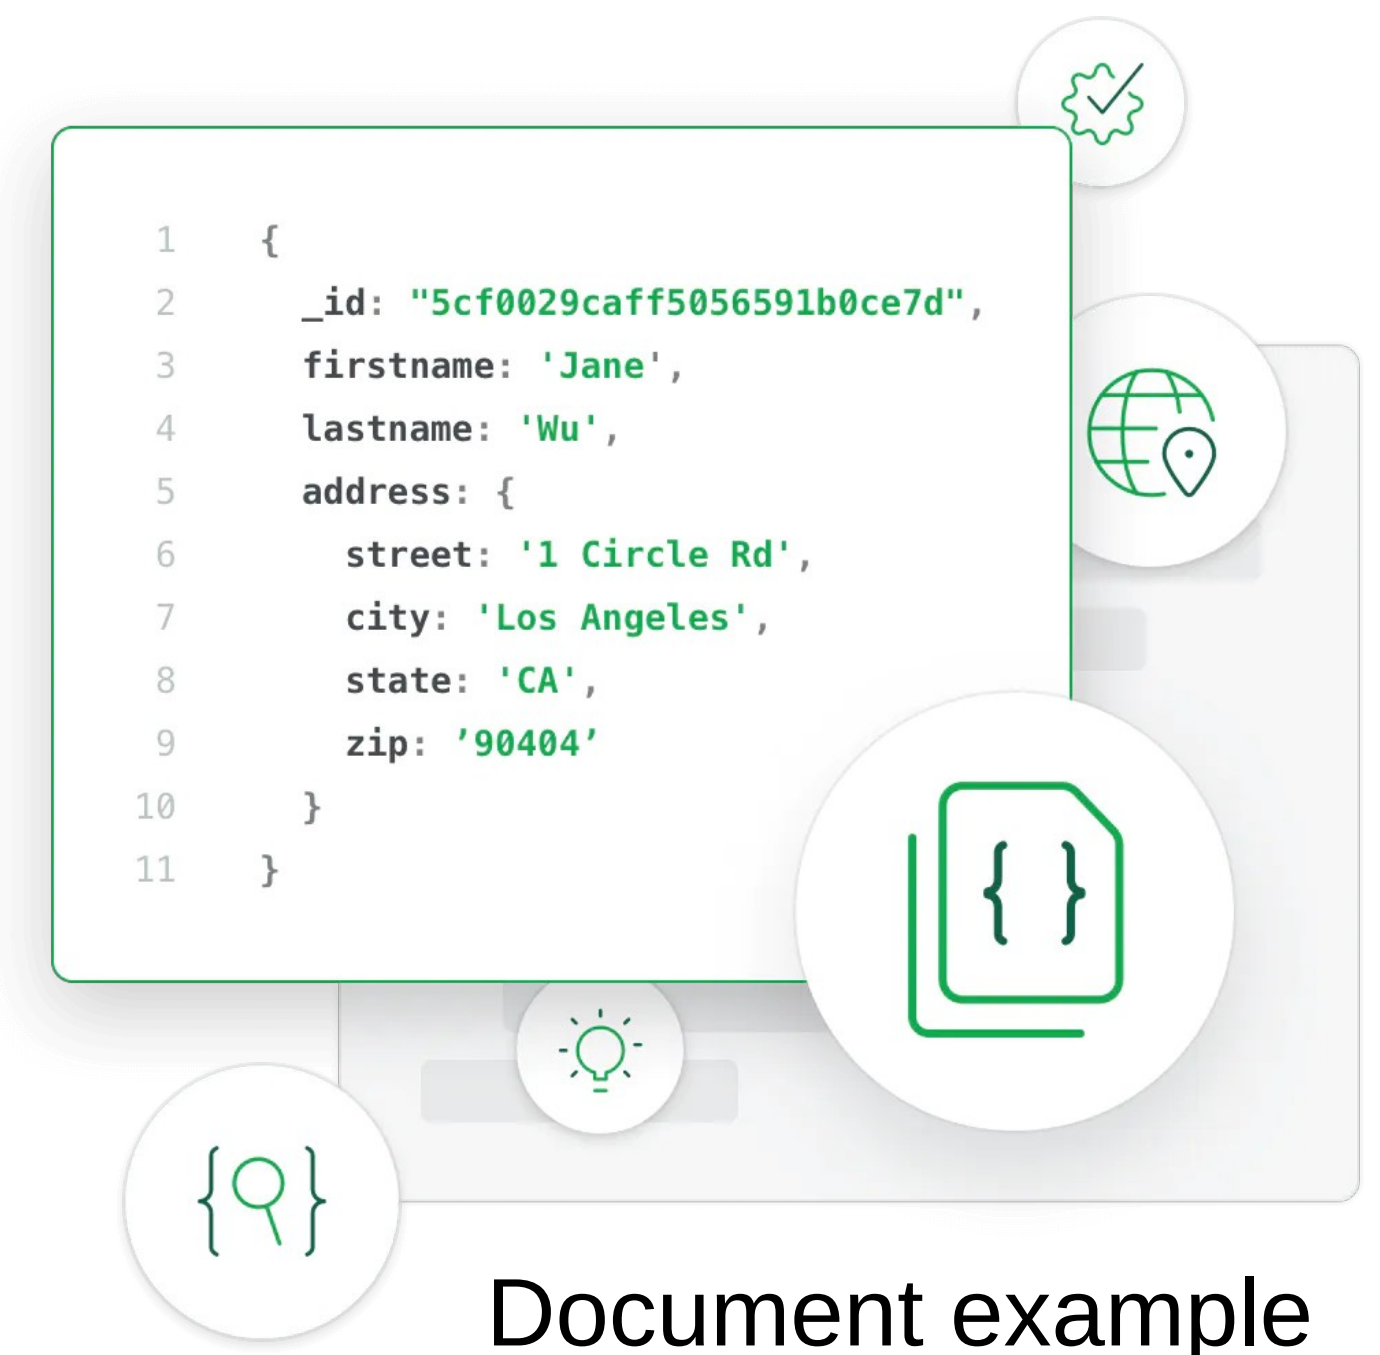 1 {
2 _id: "5cf0029caff5056591b0ce7d",
3 firstname: 'Jane',
4 lastname: 'Wu',
5 address: {
6 street: '1 Circle Rd',
7 city: 'Los Angeles',
8 state: 'CA',
9 zip: ’90404’
10 }
11 }
{ }
{ }
Document example